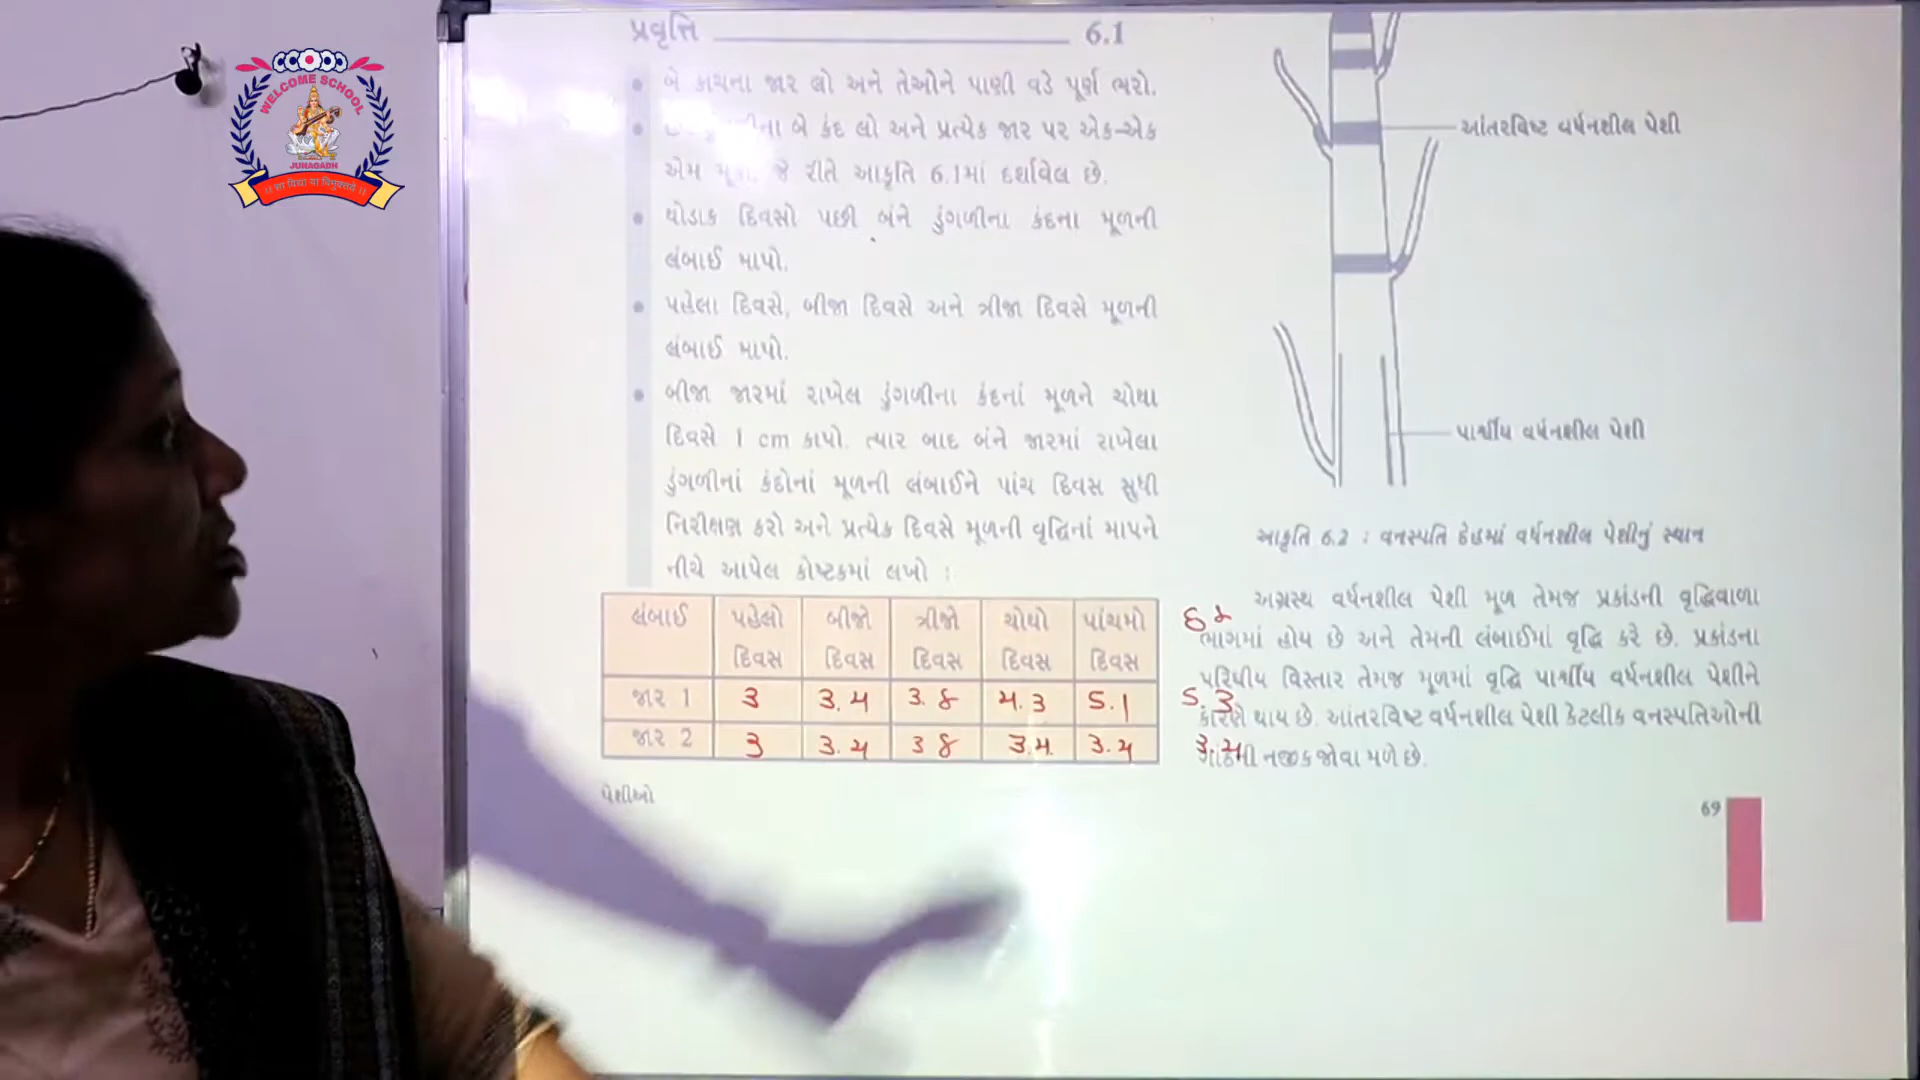 WELCOME SCHOOL
JUNAGADH
॥ सा विद्या या विमुक्तये ॥
પ્રવૃત્તિ 6.1
બે કાચના જાર લો અને તેઓને પાણી વડે પૂર્ણ ભરો.
બે કંદ લો અને પ્રત્યેક જાર પર એક-એક
એમ જે રીતે આકૃતિ 6.1માં દર્શાવેલ છે.
થોડાક દિવસો પછી બંને ડુંગળીના કંદના મૂળની
લંબાઈ માપો.
પહેલા દિવસે, બીજા દિવસે અને ત્રીજા દિવસે મૂળની
લંબાઈ માપો.
બીજા જારમાં રાખેલ ડુંગળીના કંદનાં મૂળને ચોથા
દિવસે 1 cm કાપો. ત્યાર બાદ બંને જારમાં રાખેલા
ડુંગળીનાં કંદોનાં મૂળની લંબાઈને પાંચ દિવસ સુધી
નિરીક્ષણ કરો અને પ્રત્યેક દિવસે મૂળની વૃદ્ધિનાં માપને
નીચે આપેલ કોષ્ટકમાં લખો :
લંબાઈ પહેલો દિવસ બીજો દિવસ ત્રીજો દિવસ ચોથો દિવસ પાંચમો દિવસ
જાર 1 3 3.4 3.8 4.3 5.1 5.3
જાર 2 3 3.4 3 8 3.4. 3.4 3.4
પેશીઓ
આંતરવિષ્ટ વર્ધનશીલ પેશી
પાર્શ્વીય વર્ધનશીલ પેશી
આકૃતિ 6.2 : વનસ્પતિ દેહમાં વર્ધનશીલ પેશીનું સ્થાન
અગ્રસ્થ વર્ધનશીલ પેશી મૂળ તેમજ પ્રકાંડની વૃદ્ધિવાળા
ભાગમાં હોય છે અને તેમની લંબાઈમાં વૃદ્ધિ કરે છે. પ્રકાંડના
પરિઘીય વિસ્તાર તેમજ મૂળમાં વૃદ્ધિ પાર્શ્વીય વર્ધનશીલ પેશીને
કારણે થાય છે. આંતરવિષ્ટ વર્ધનશીલ પેશી કેટલીક વનસ્પતિઓની
ગાંઠની નજીક જોવા મળે છે.
69